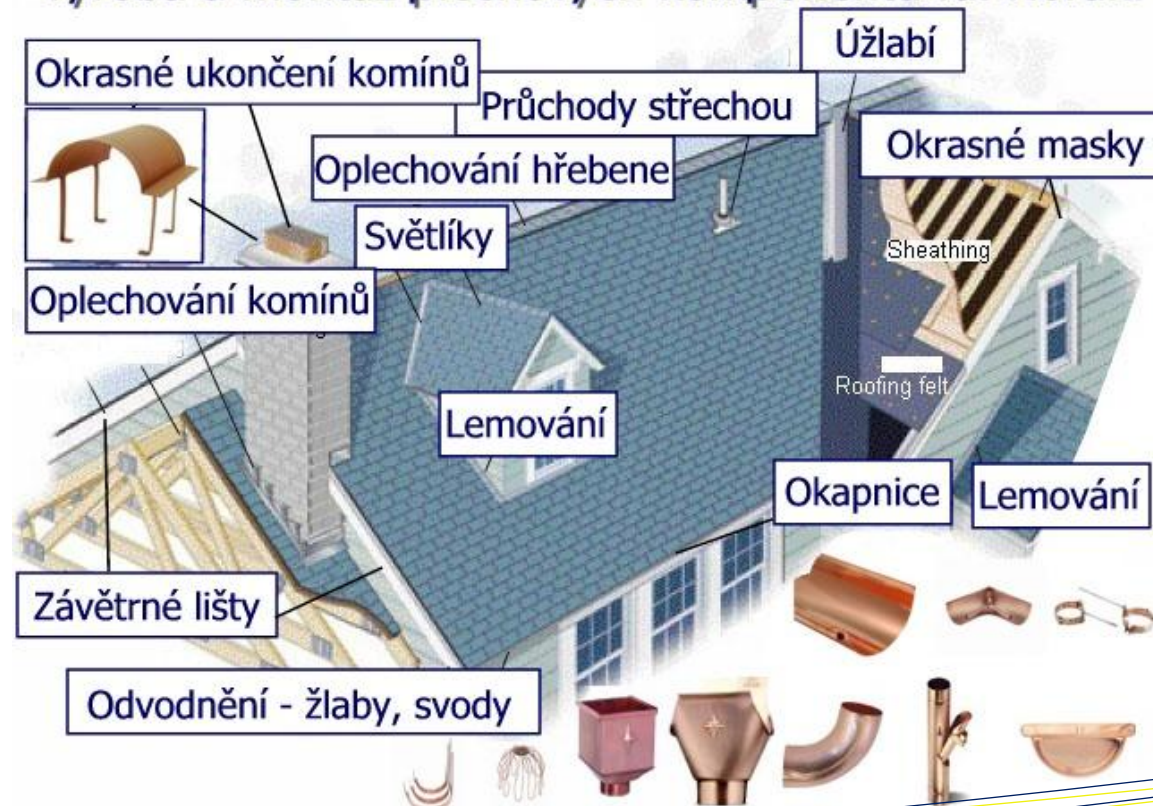 Úžlabí
Okrasné ukončení komínů
Průchody střechou
Okrasné masky
Oplechování hřebene
Světlíky
Sheathing
Oplechování komínů
Roofing felt
Lemování
Okapnice
Lemování
Závětrné lišty
Odvodnění - žlaby, svody